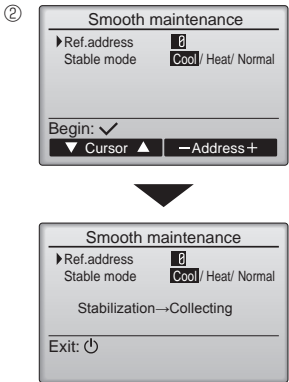 ②
Smooth maintenance
Ref.address 0
Stable mode Cool / Heat/ Normal
Begin: ✓
▼ Cursor ▲ −Address+
Smooth maintenance
Ref.address 0
Stable mode Cool / Heat/ Normal
Stabilization→Collecting
Exit: